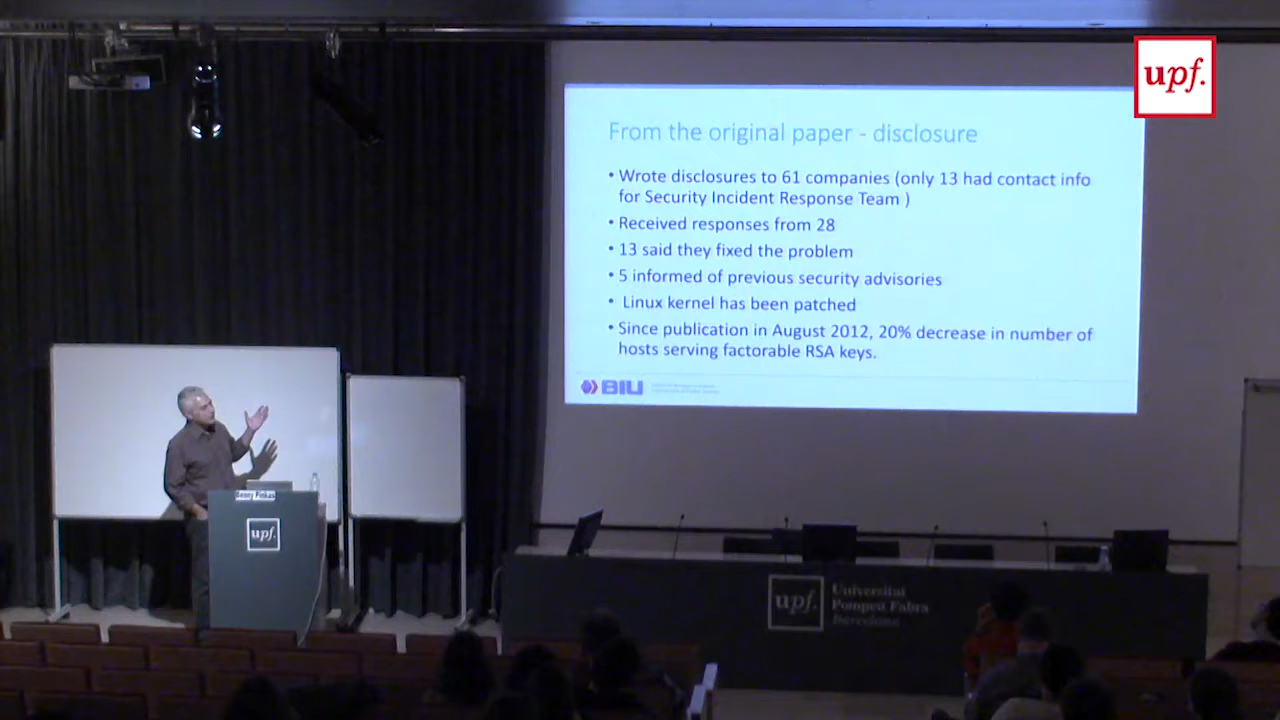 upf.
From the original paper - disclosure
• Wrote disclosures to 61 companies (only 13 had contact info
for Security Incident Response Team )
• Received responses from 28
• 13 said they fixed the problem
• 5 informed of previous security advisories
• Linux kernel has been patched
• Since publication in August 2012, 20% decrease in number of
hosts serving factorable RSA keys.
BIU
Benny Pinkas
upf.
upf.
Universitat
Pompeu Fabra
Barcelona